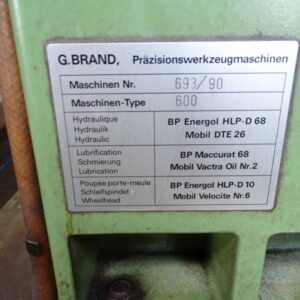 G.BRAND, Präzisionswerkzeugmaschinen
Maschinen Nr. 693/90
Maschinen-Type 600
Hydraulique
Hydraulik
Hydraulic
BP Energol HLP-D 68
Mobil DTE 26
Lubrification
Schmierung
Lubrication
BP Maccurat 68
Mobil Vactra Oil Nr.2
Poupée porte-meule
Schleifspindel
Wheelhead
BP Energol HLP-D 10
Mobil Velocite Nr.6